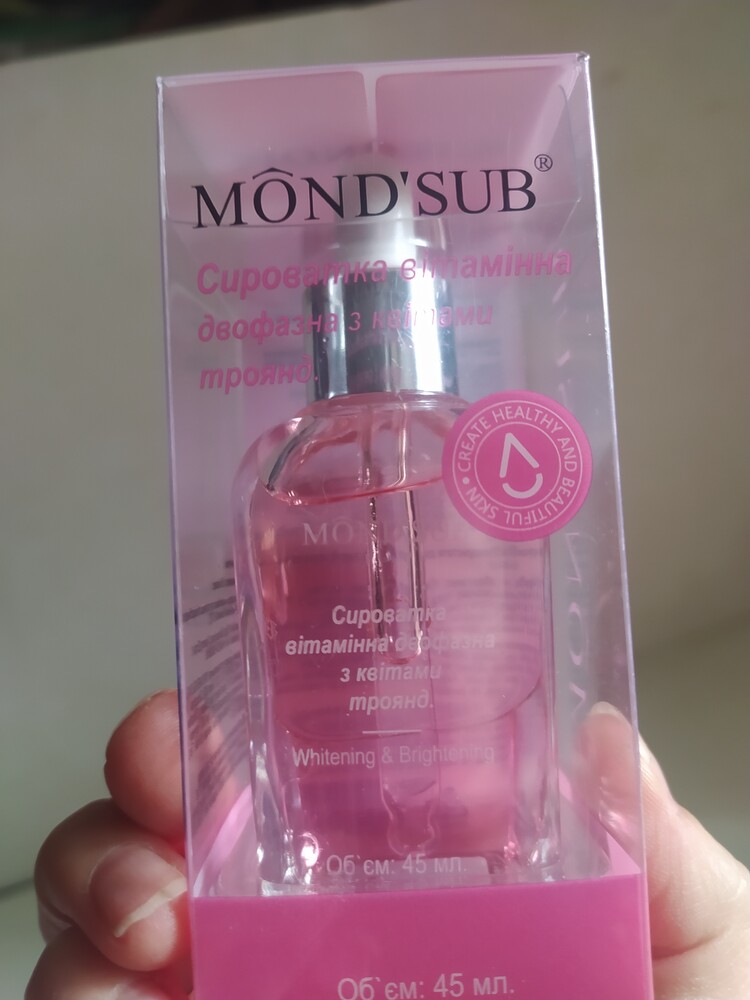 MÔND'SUB®
Сироватка вітамінна
двофазна з квітами
троянд.
CREATE HEALTHY AND BEAUTIFUL SKIN •
MÔND'SUB
Сироватка
вітамінна двофазна
з квітами
троянд.
Whitening & Brightening
Об`єм: 45 мл.
Об`єм: 45 мл.